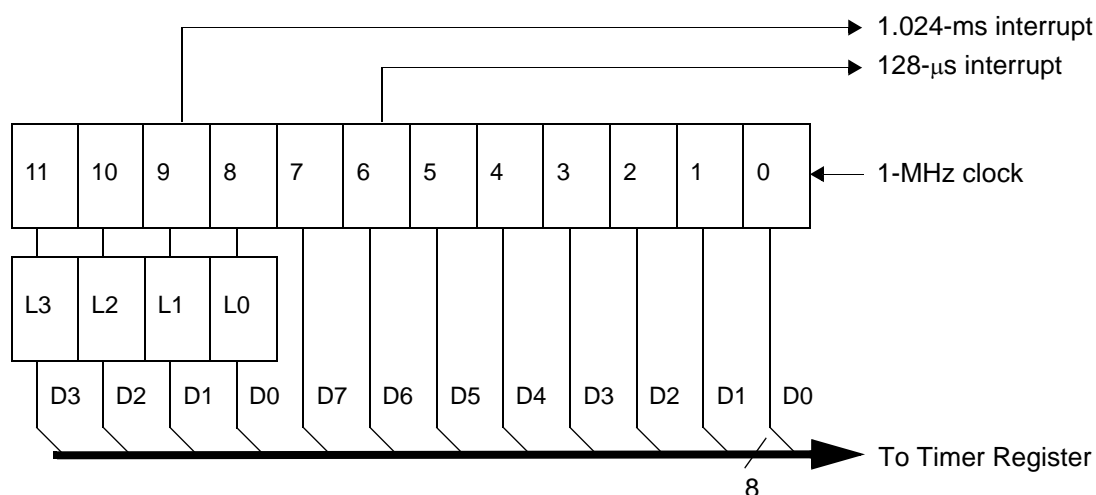 1.024-ms interrupt
128-μs interrupt
11 10 9 8 7 6 5 4 3 2 1 0
1-MHz clock
L3 L2 L1 L0
D3 D2 D1 D0 D7 D6 D5 D4 D3 D2 D1 D0
To Timer Register
8